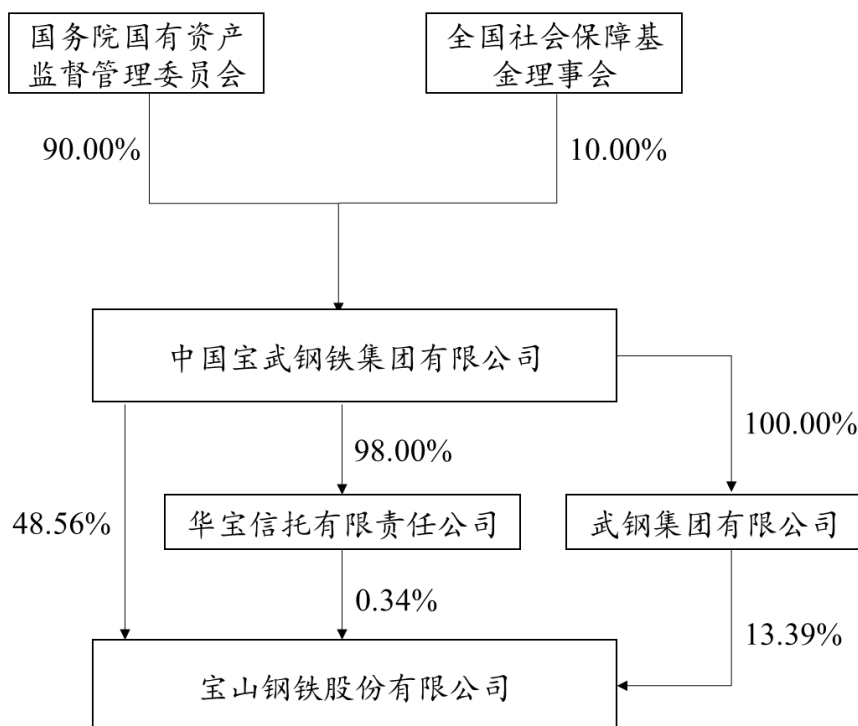 国务院国有资产
监督管理委员会
全国社会保障基
金理事会
90.00%
10.00%
中国宝武钢铁集团有限公司
100.00%
98.00%
48.56%
华宝信托有限责任公司
武钢集团有限公司
0.34%
13.39%
宝山钢铁股份有限公司